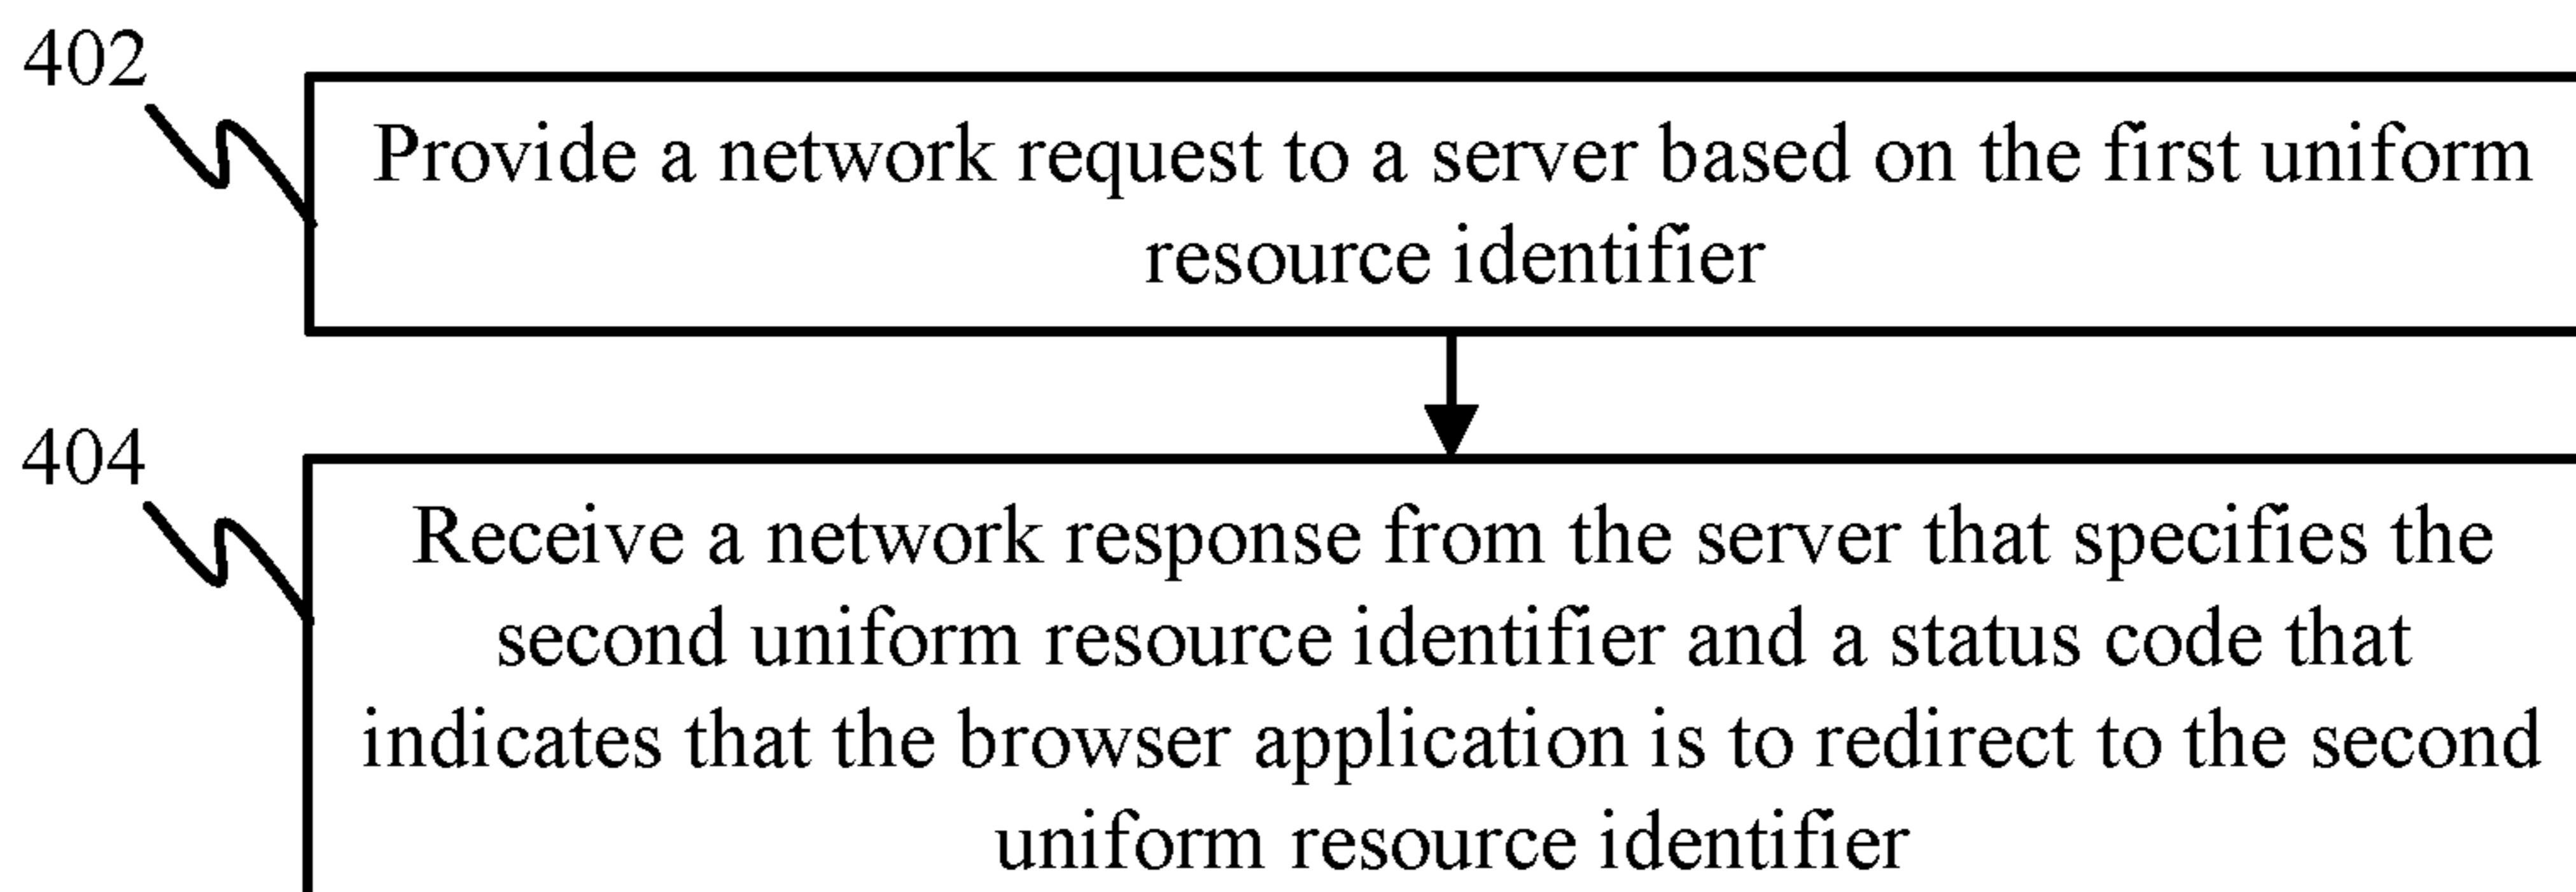 402
Provide a network request to a server based on the first uniform
resource identifier
404
Receive a network response from the server that specifies the
second uniform resource identifier and a status code that
indicates that the browser application is to redirect to the second
uniform resource identifier